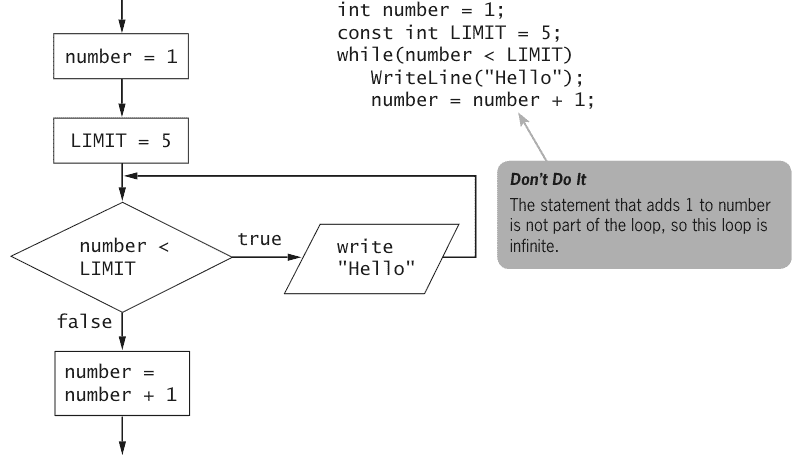 int number = 1;
const int LIMIT = 5;
while(number < LIMIT)
WriteLine("Hello");
number = number + 1;
Don't Do It
The statement that adds 1 to number
is not part of the loop, so this loop is
infinite.
number = 1
LIMIT = 5
number <
LIMIT
true
write
"Hello"
false
number =
number + 1